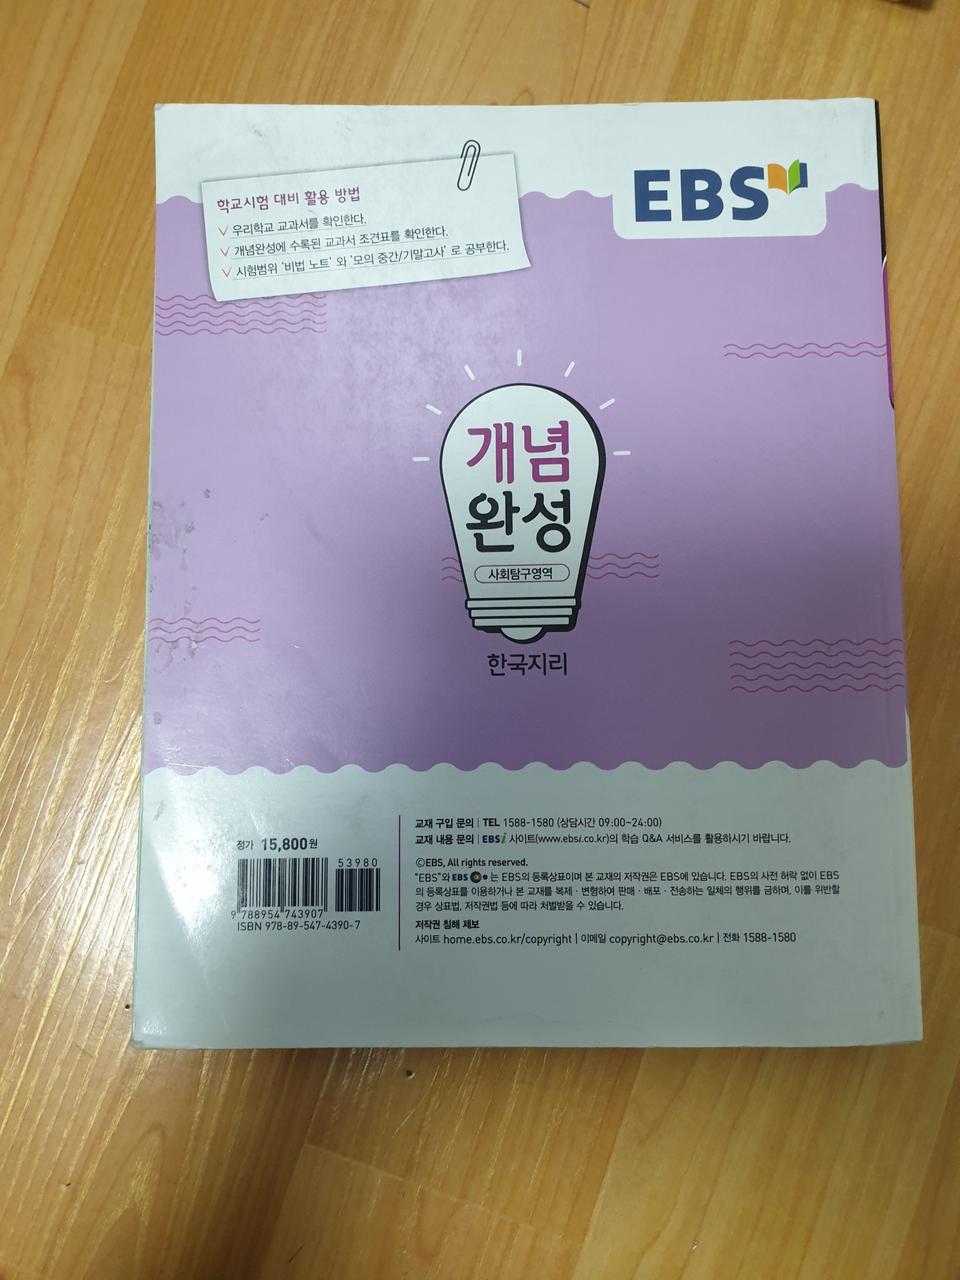 학교시험 대비 활용 방법
우리학교 교과서를 확인한다.
개념완성에 수록된 교과서 조견표를 확인한다.
시험범위 '비법 노트' 와 '모의 중간/기말고사' 로 공부한다.
EBS
개념
완성
사회탐구영역
한국지리
정가 15,800원
53980
9 788954 743907
ISBN 978-89-547-4390-7
교재 구입 문의 | TEL 1588-1580 (상담시간 09:00~24:00)
교재 내용 문의 | EBSi 사이트(www.ebsi.co.kr)의 학습 Q&A 서비스를 활용하시기 바랍니다.
©EBS, All rights reserved.
"EBS"와 EBS 는 EBS의 등록상표이며 본 교재의 저작권은 EBS에 있습니다. EBS의 사전 허락 없이 EBS
의 등록상표를 이용하거나 본 교재를 복제 · 변형하여 판매 · 배포 · 전송하는 일체의 행위를 금하며, 이를 위반할
경우 상표법, 저작권법 등에 따라 처벌받을 수 있습니다.
저작권 침해 제보
사이트 home.ebs.co.kr/copyright | 이메일 copyright@ebs.co.kr | 전화 1588-1580